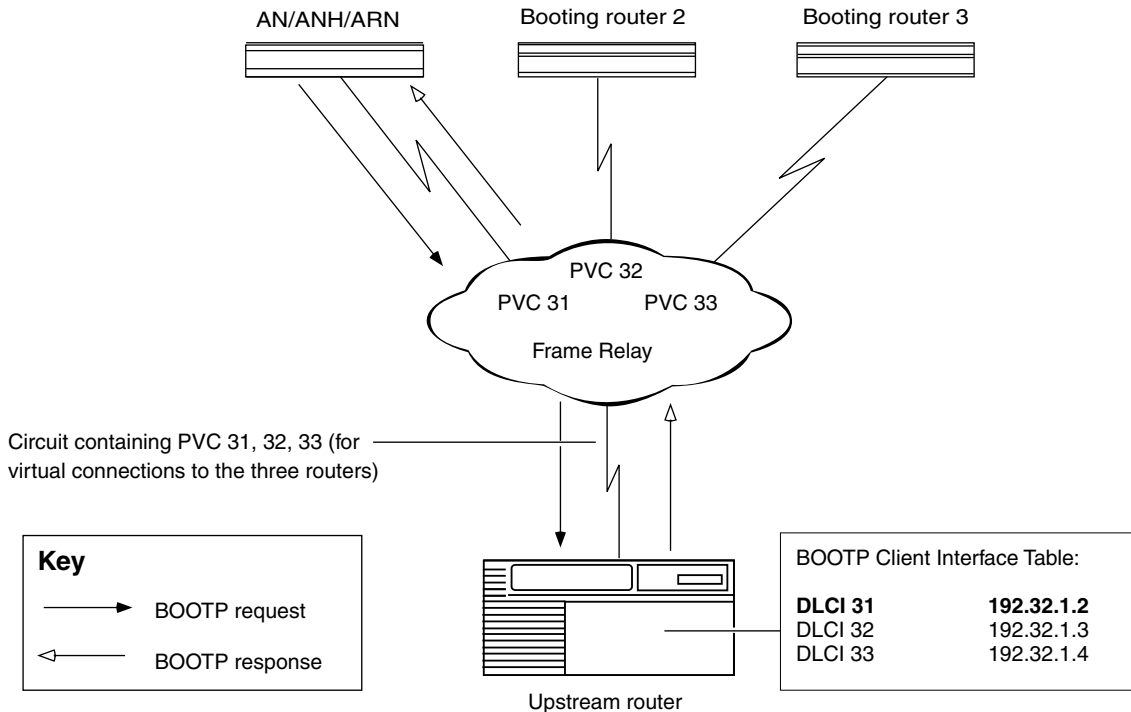 AN/ANH/ARN
Booting router 2
Booting router 3
PVC 32
PVC 31
PVC 33
Frame Relay
Circuit containing PVC 31, 32, 33 (for
virtual connections to the three routers)
Key
BOOTP request
BOOTP response
BOOTP Client Interface Table:
DLCI 31 192.32.1.2
DLCI 32 192.32.1.3
DLCI 33 192.32.1.4
Upstream router